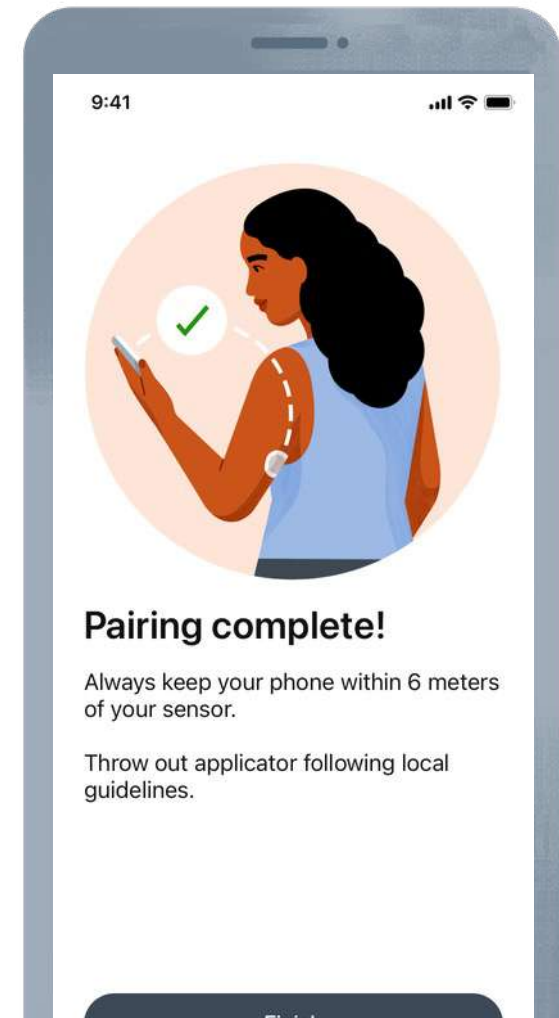 9:41
Pairing complete!
Always keep your phone within 6 meters
of your sensor.
Throw out applicator following local
guidelines.